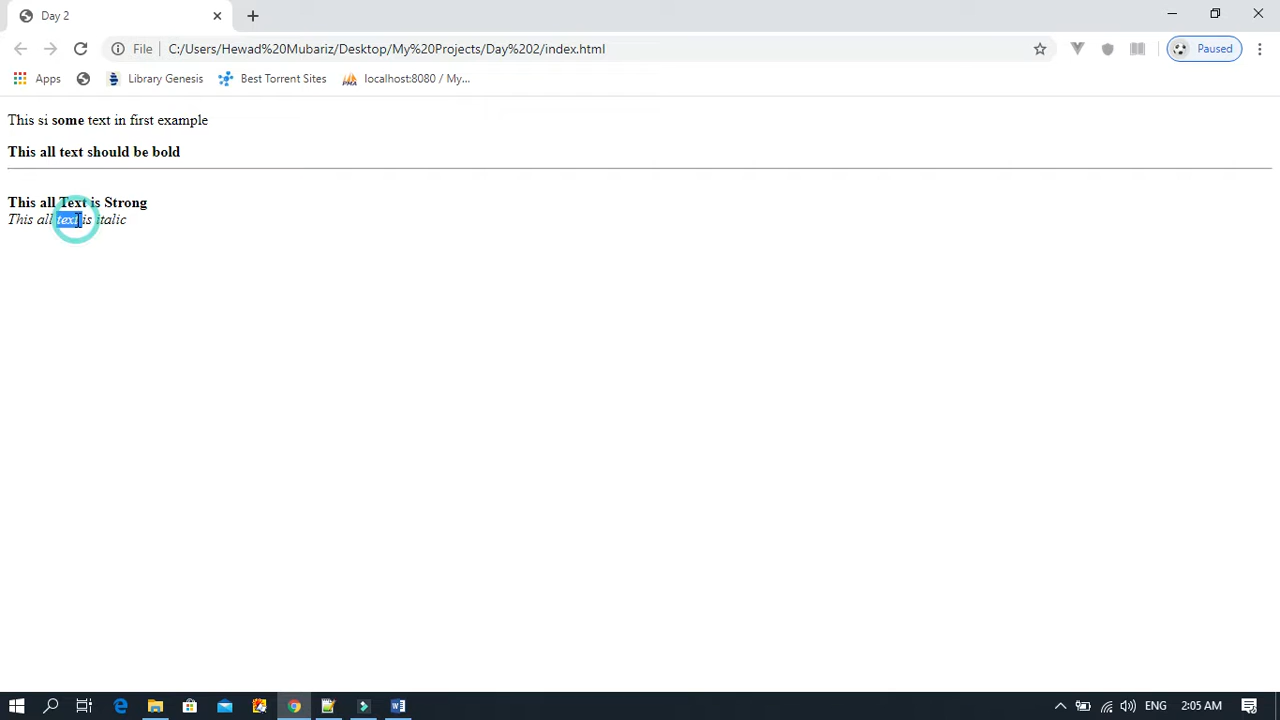 Day 2
File C:/Users/Hewad%20Mubariz/Desktop/My%20Projects/Day%202/index.html Paused
Apps Library Genesis Best Torrent Sites localhost:8080 / My...
This si some text in first example
This all text should be bold
This all Text is Strong
This all text is italic
ENG 2:05 AM